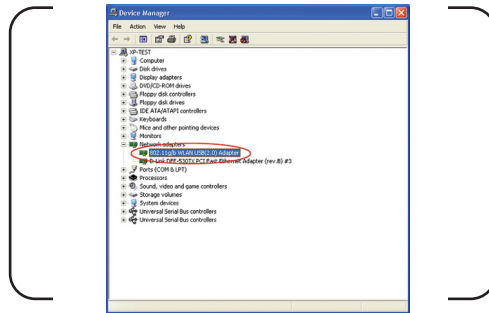 Device Manager
File Action View Help
XP-TEST
Computer
Disk drives
Display adapters
DVD/CD-ROM drives
Floppy disk controllers
Floppy disk drives
IDE ATA/ATAPI controllers
Keyboards
Mice and other pointing devices
Monitors
Network adapters
802.11g/b WLAN USB(2.0) Adapter
D-Link DFE-530TX PCI Fast Ethernet Adapter (rev.B) #3
Ports (COM & LPT)
Processors
Sound, video and game controllers
Storage volumes
System devices
Universal Serial Bus controllers
Universal Serial Bus controllers